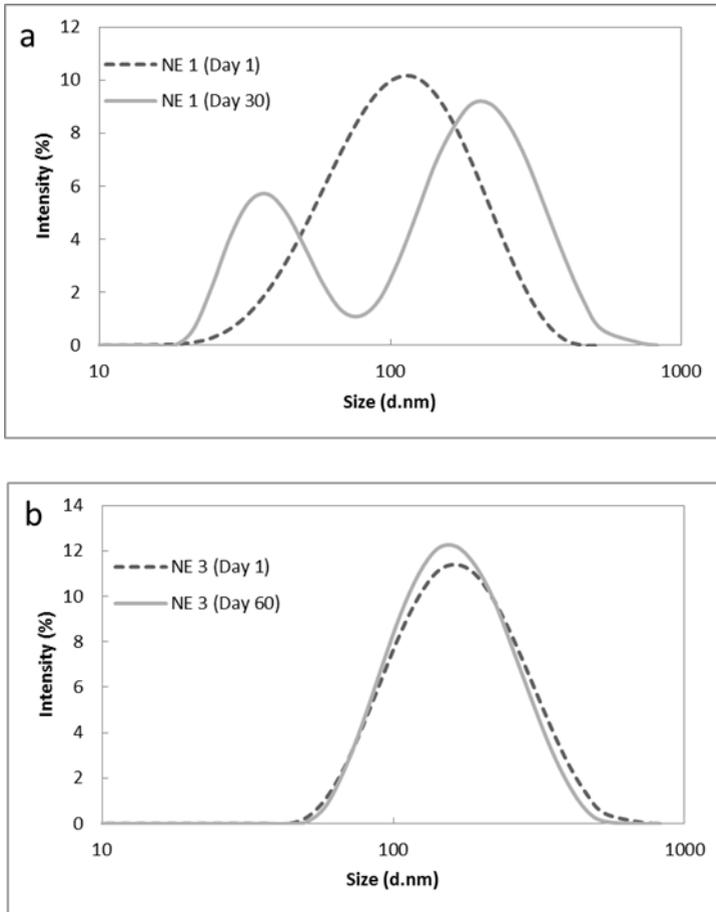 a
12
10
8
6
4
2
0
Intensity (%)
NE 1 (Day 1)
NE 1 (Day 30)
10 100 1000
Size (d.nm)
b
14
12
10
8
6
4
2
0
Intensity (%)
NE 3 (Day 1)
NE 3 (Day 60)
10 100 1000
Size (d.nm)